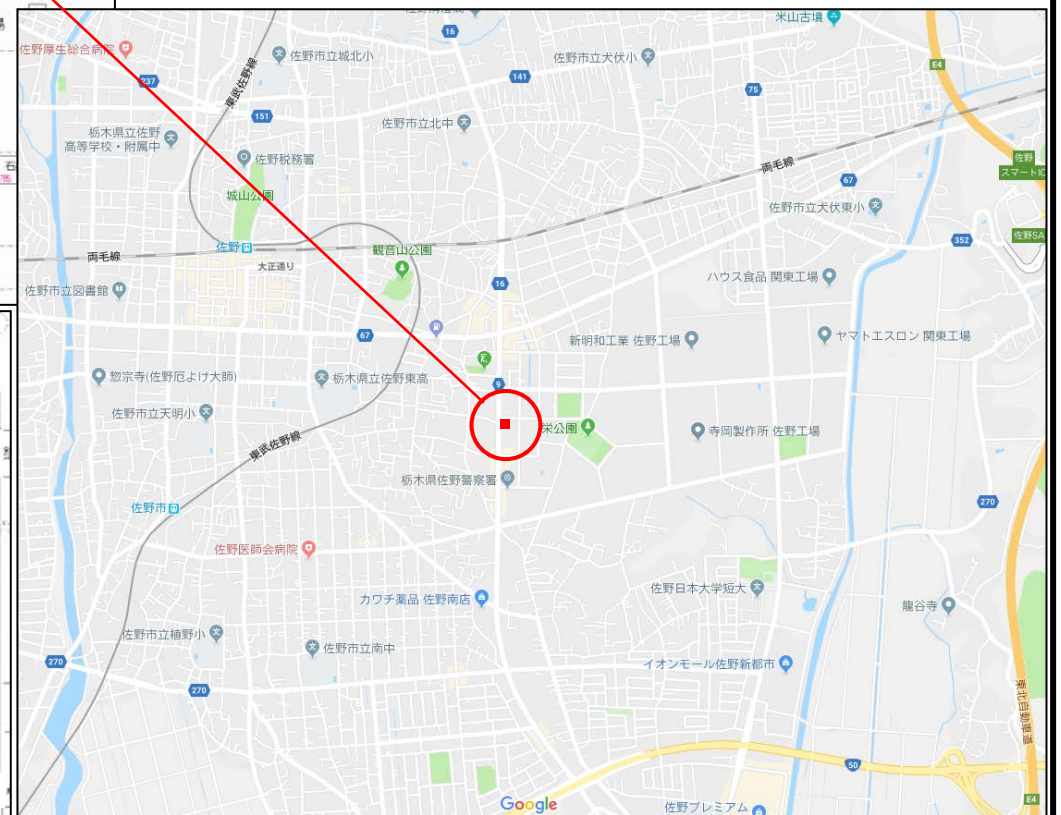 米山古墳
16
佐野厚生総合病院
佐野市立城北小
佐野市立犬伏小
E4
141
237
75
東武佐野線
151
佐野市立北中
栃木県立佐野
高等学校・附属中
佐野税務署
両毛線
佐野
スマートIC
67
城山公園
佐野市立犬伏東小
佐野
352
佐野SA
両毛線
大正通り
観音山公園
ハウス食品 関東工場
佐野市立図書館
16
67
新明和工業 佐野工場
ヤマトエスロン 関東工場
惣宗寺(佐野厄よけ大師)
栃木県立佐野東高
9
佐野市立天明小
栄公園
寺岡製作所 佐野工場
東武佐野線
栃木県佐野警察署
佐野市
270
佐野医師会病院
カワチ薬品 佐野南店
佐野日本大学短大
龍谷寺
佐野市立植野小
佐野市立南中
270
イオンモール佐野新都市
270
東北自動車道
50
Google
佐野プレミアム
E4